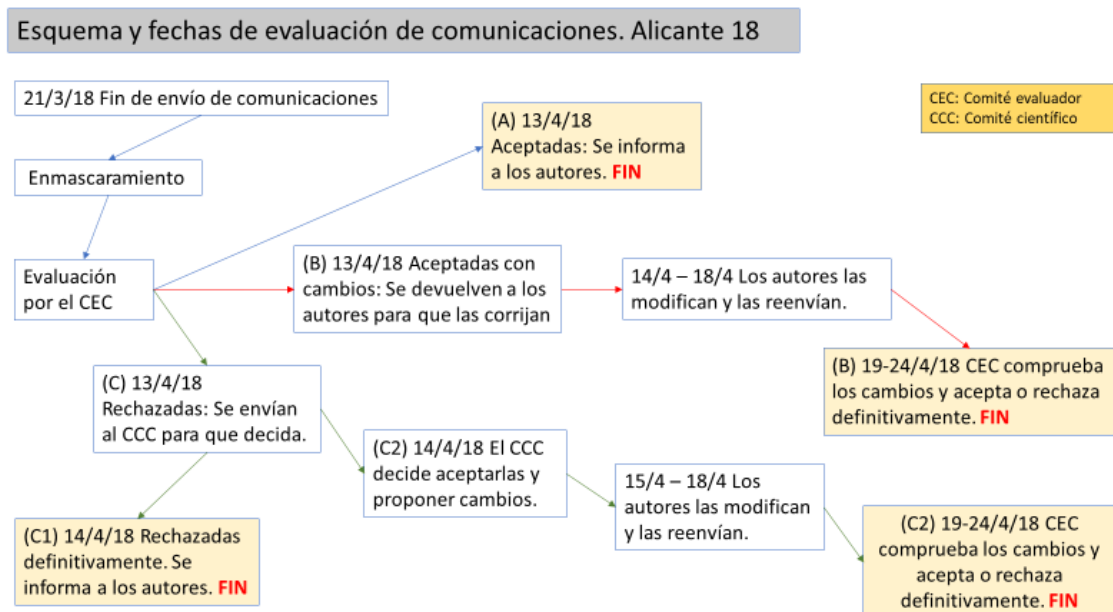 Esquema y fechas de evaluación de comunicaciones. Alicante 18
21/3/18 Fin de envío de comunicaciones
CEC: Comité evaluador
CCC: Comité científico
(A) 13/4/18
Aceptadas: Se informa
a los autores. FIN
Enmascaramiento
Evaluación
por el CEC
(B) 13/4/18 Aceptadas con
cambios: Se devuelven a los
autores para que las corrijan
14/4 – 18/4 Los autores las
modifican y las reenvían.
(B) 19-24/4/18 CEC comprueba
los cambios y acepta o rechaza
definitivamente. FIN
(C) 13/4/18
Rechazadas: Se envían
al CCC para que decida.
(C2) 14/4/18 El CCC
decide aceptarlas y
proponer cambios.
15/4 – 18/4 Los
autores las modifican
y las reenvían.
(C1) 14/4/18 Rechazadas
definitivamente. Se
informa a los autores. FIN
(C2) 19-24/4/18 CEC
comprueba los cambios y
acepta o rechaza
definitivamente. FIN